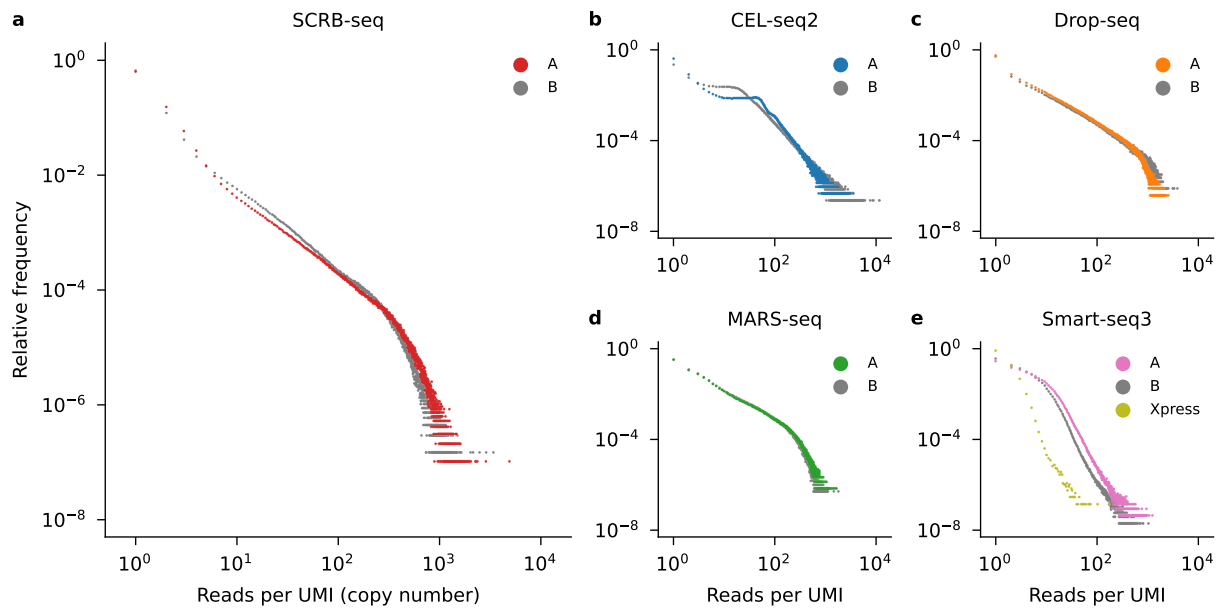 a
SCRB-seq
A
B
10^0
10^−2
10^−4
10^−6
10^−8
Relative frequency
10^0
10^1
10^2
10^3
10^4
Reads per UMI (copy number)
b
CEL-seq2
A
B
10^0
10^−4
10^−8
10^0
10^2
10^4
c
Drop-seq
A
B
10^0
10^−4
10^−8
10^0
10^2
10^4
d
MARS-seq
A
B
10^0
10^−4
10^−8
10^0
10^2
10^4
Reads per UMI
e
Smart-seq3
A
B
Xpress
10^0
10^−4
10^−8
10^0
10^2
10^4
Reads per UMI